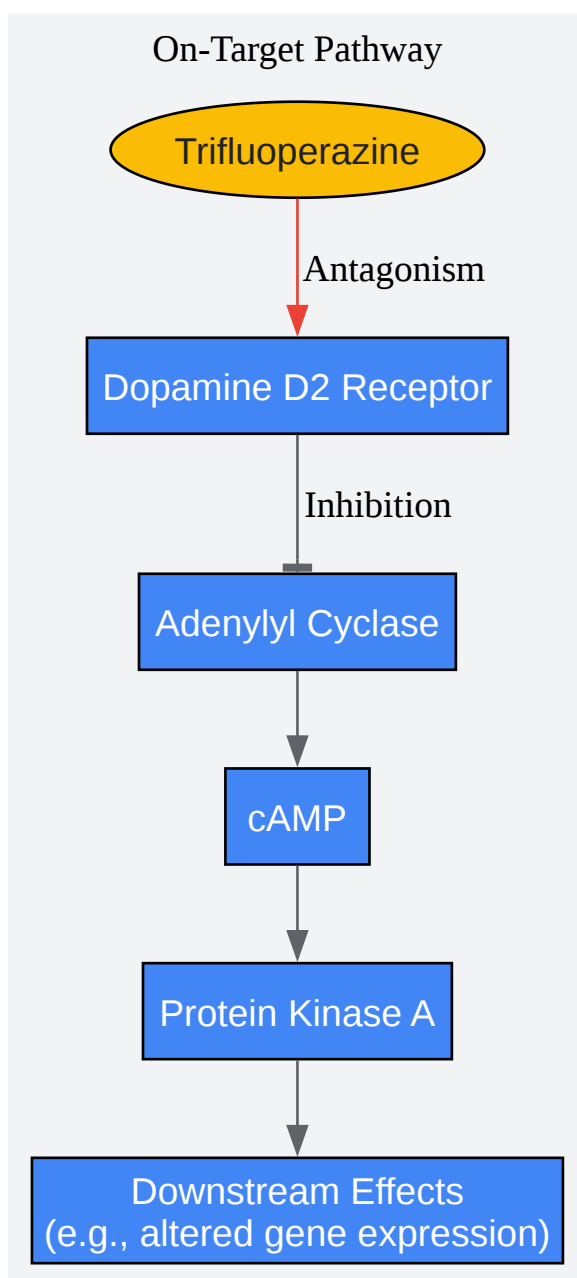 On-Target Pathway
Trifluoperazine
Antagonism
Dopamine D2 Receptor
Inhibition
Adenylyl Cyclase
cAMP
Protein Kinase A
Downstream Effects
(e.g., altered gene expression)